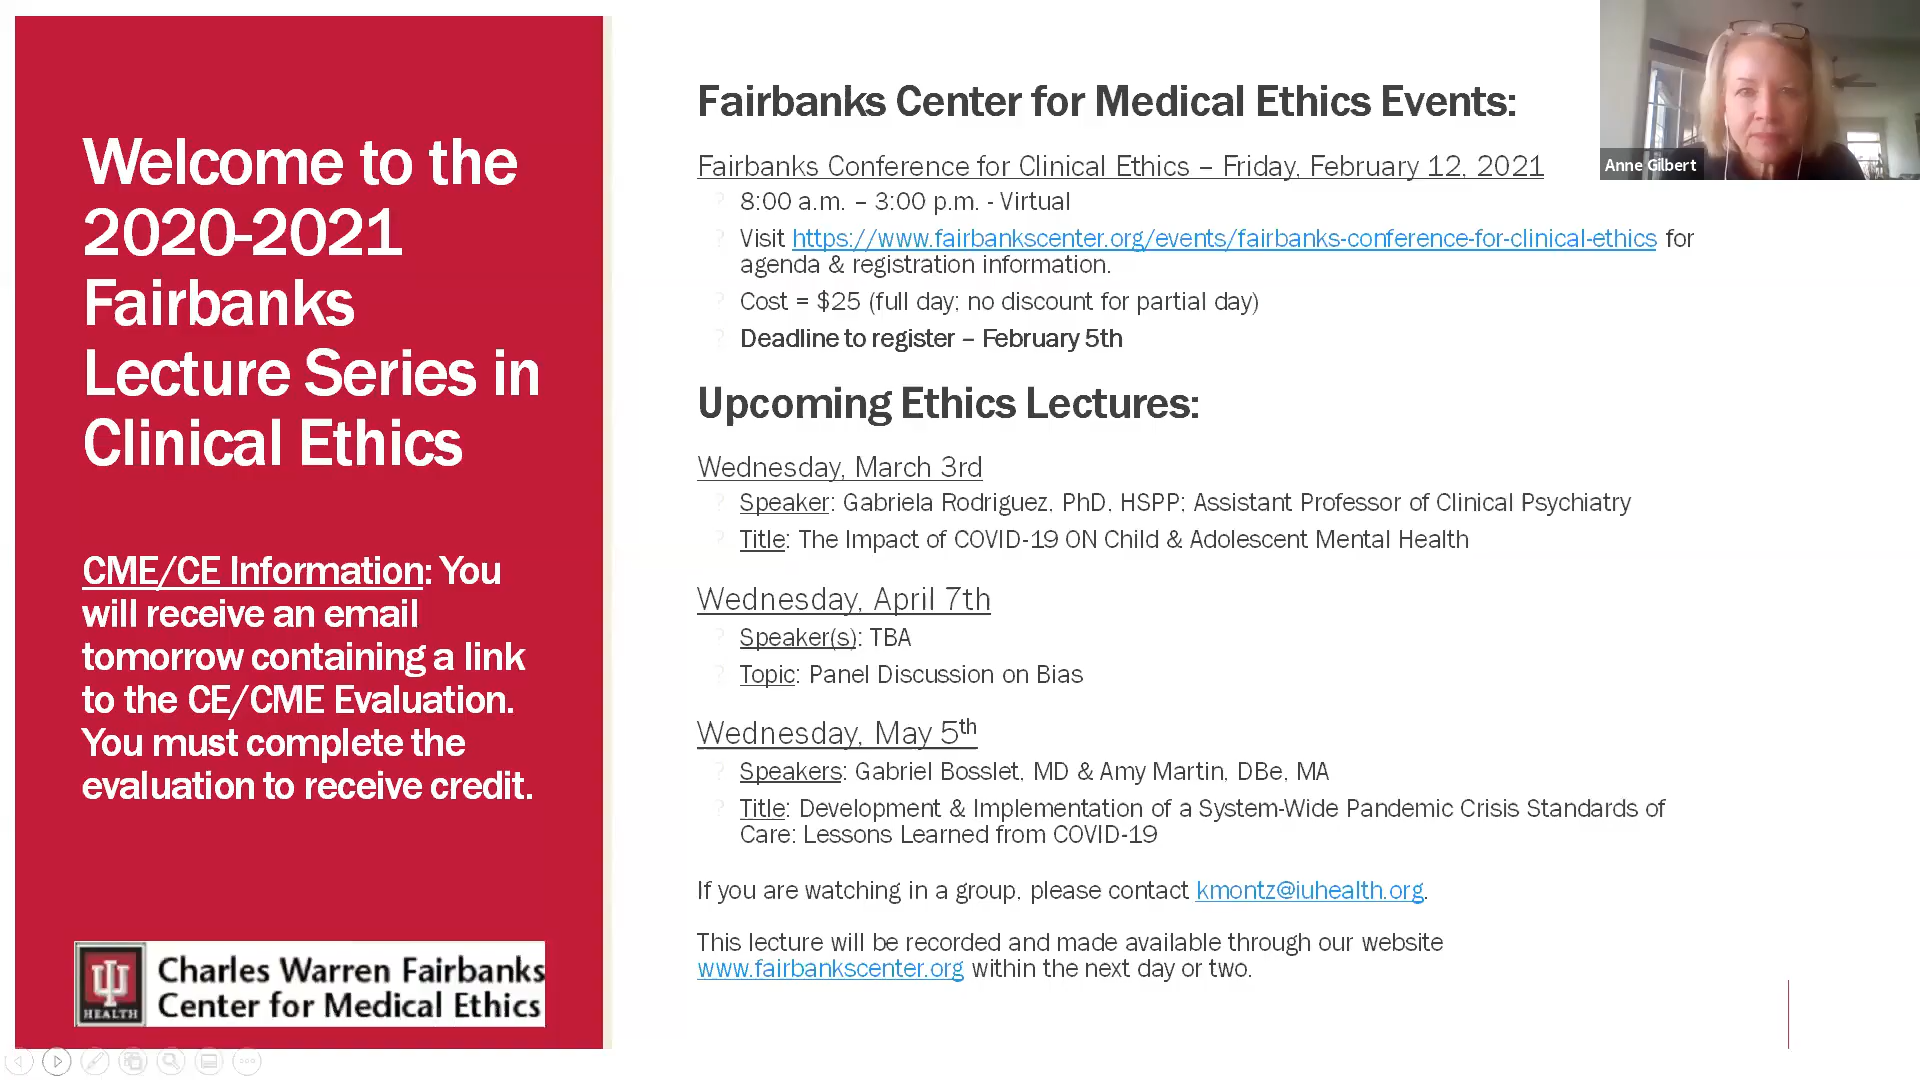 Welcome to the
2020-2021
Fairbanks
Lecture Series in
Clinical Ethics
CME/CE Information: You
will receive an email
tomorrow containing a link
to the CE/CME Evaluation.
You must complete the
evaluation to receive credit.
HEALTH
Charles Warren Fairbanks
Center for Medical Ethics
Fairbanks Center for Medical Ethics Events:
Fairbanks Conference for Clinical Ethics – Friday, February 12, 2021
? 8:00 a.m. – 3:00 p.m. - Virtual
? Visit https://www.fairbankscenter.org/events/fairbanks-conference-for-clinical-ethics for
agenda & registration information.
? Cost = $25 (full day; no discount for partial day)
? Deadline to register – February 5th
Upcoming Ethics Lectures:
Wednesday, March 3rd
? Speaker: Gabriela Rodriguez, PhD, HSPP; Assistant Professor of Clinical Psychiatry
? Title: The Impact of COVID-19 ON Child & Adolescent Mental Health
Wednesday, April 7th
? Speaker(s): TBA
? Topic: Panel Discussion on Bias
Wednesday, May 5th
? Speakers: Gabriel Bosslet, MD & Amy Martin, DBe, MA
? Title: Development & Implementation of a System-Wide Pandemic Crisis Standards of
Care: Lessons Learned from COVID-19
If you are watching in a group, please contact kmontz@iuhealth.org.
This lecture will be recorded and made available through our website
www.fairbankscenter.org within the next day or two.
Anne Gilbert